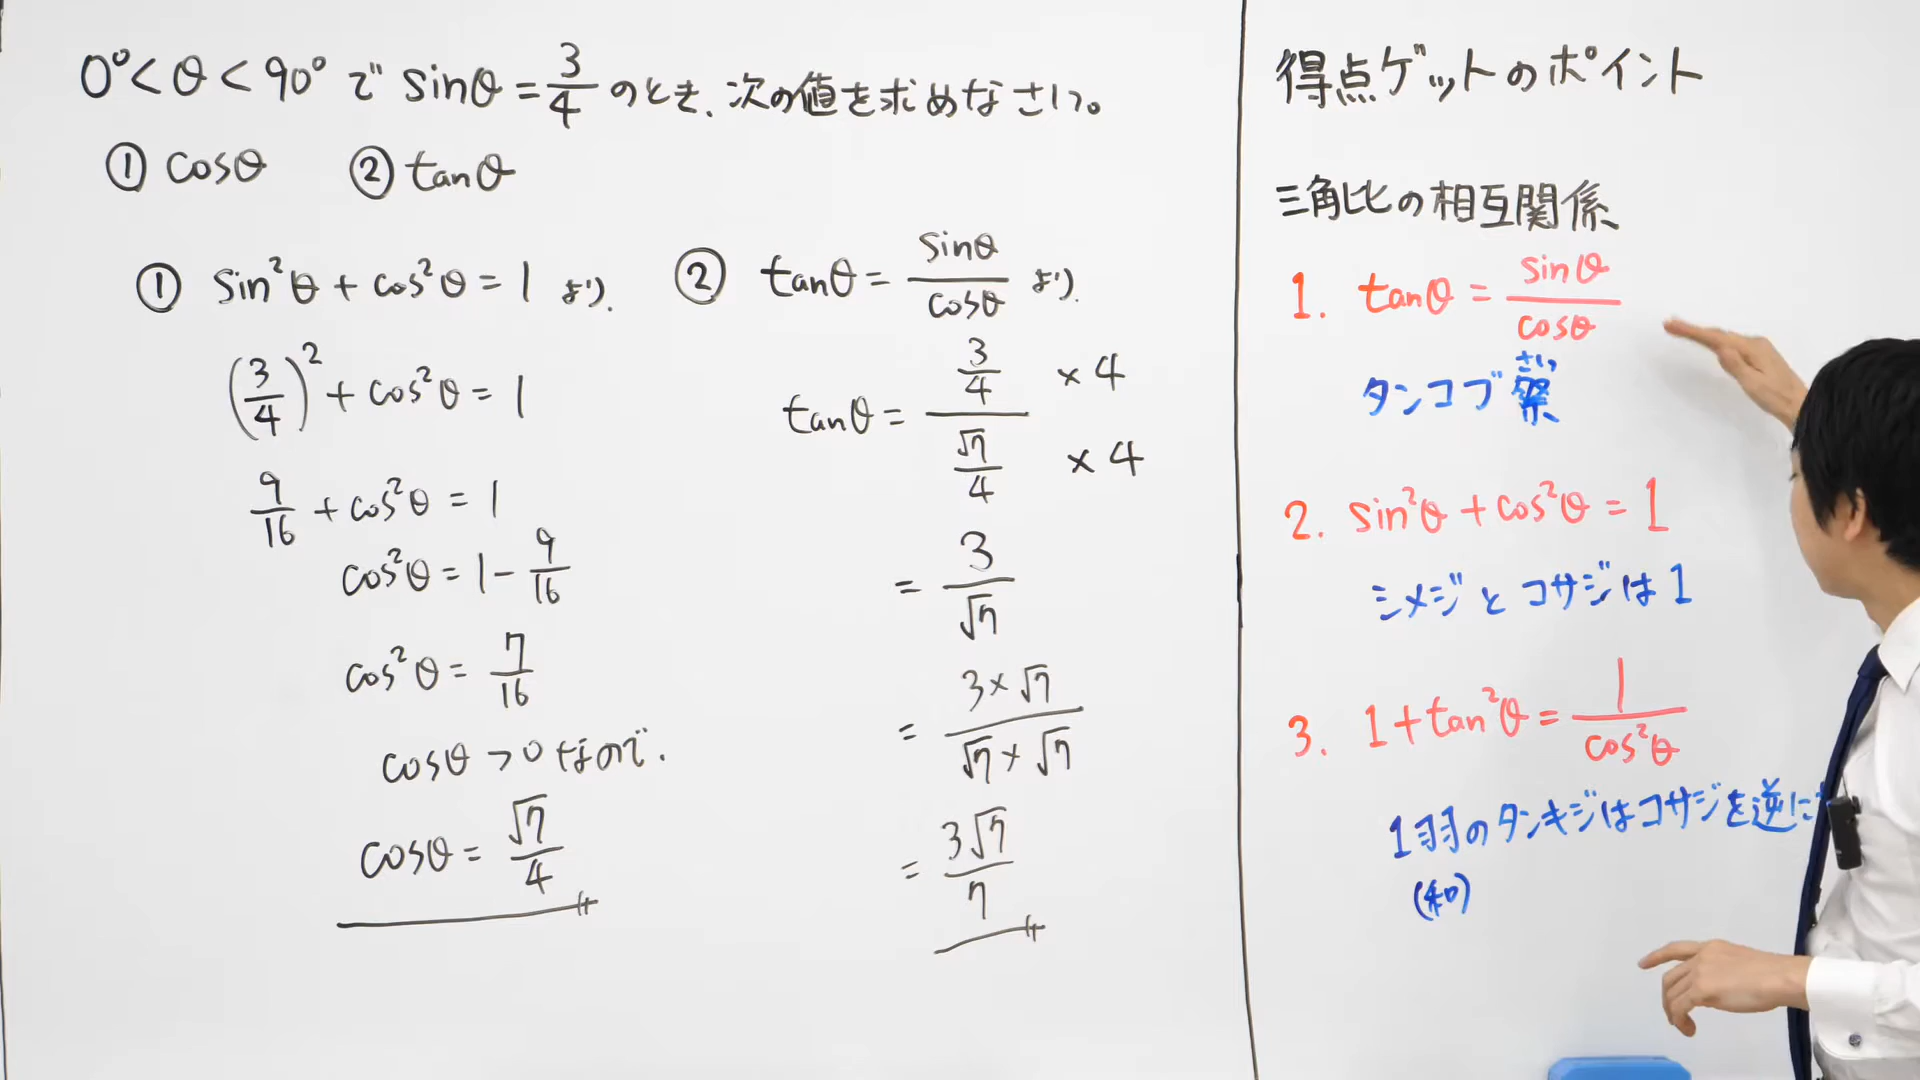 0°<θ<90°で sinθ=3/4 のとき、次の値を求めなさい。
① cosθ ② tanθ
① sin²θ+cos²θ=1 より、
(3/4)²+cos²θ=1
9/16+cos²θ=1
cos²θ=1-9/16
cos²θ=7/16
cosθ>0 なので、
cosθ=√7/4
② tanθ=sinθ/cosθ より、
tanθ=(3/4)/(√7/4) ×4 ×4
=3/√7
=3×√7/√7×√7
=3√7/7
得点ゲットのポイント
三角比の相互関係
1. tanθ=sinθ/cosθ
さい
タンコブ
2. sin²θ+cos²θ=1
シメジとコサジは1
3. 1+tan²θ=1/cos²θ
1羽のタンキジはコサジを逆に
(和)